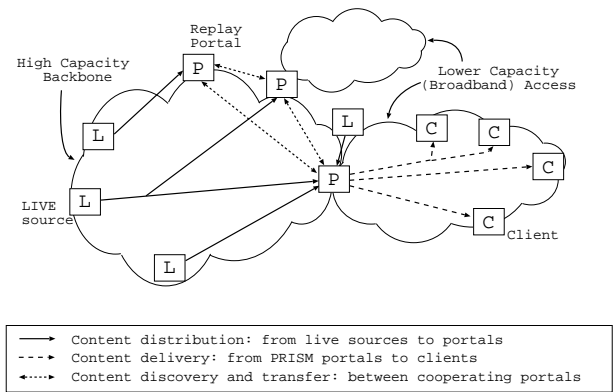 Replay
Portal
High Capacity
Backbone
P
P
Lower Capacity
(Broadband) Access
L
L
C
C
C
P
L
LIVE
source
C
Client
L
Content distribution: from live sources to portals
Content delivery: from PRISM portals to clients
Content discovery and transfer: between cooperating portals